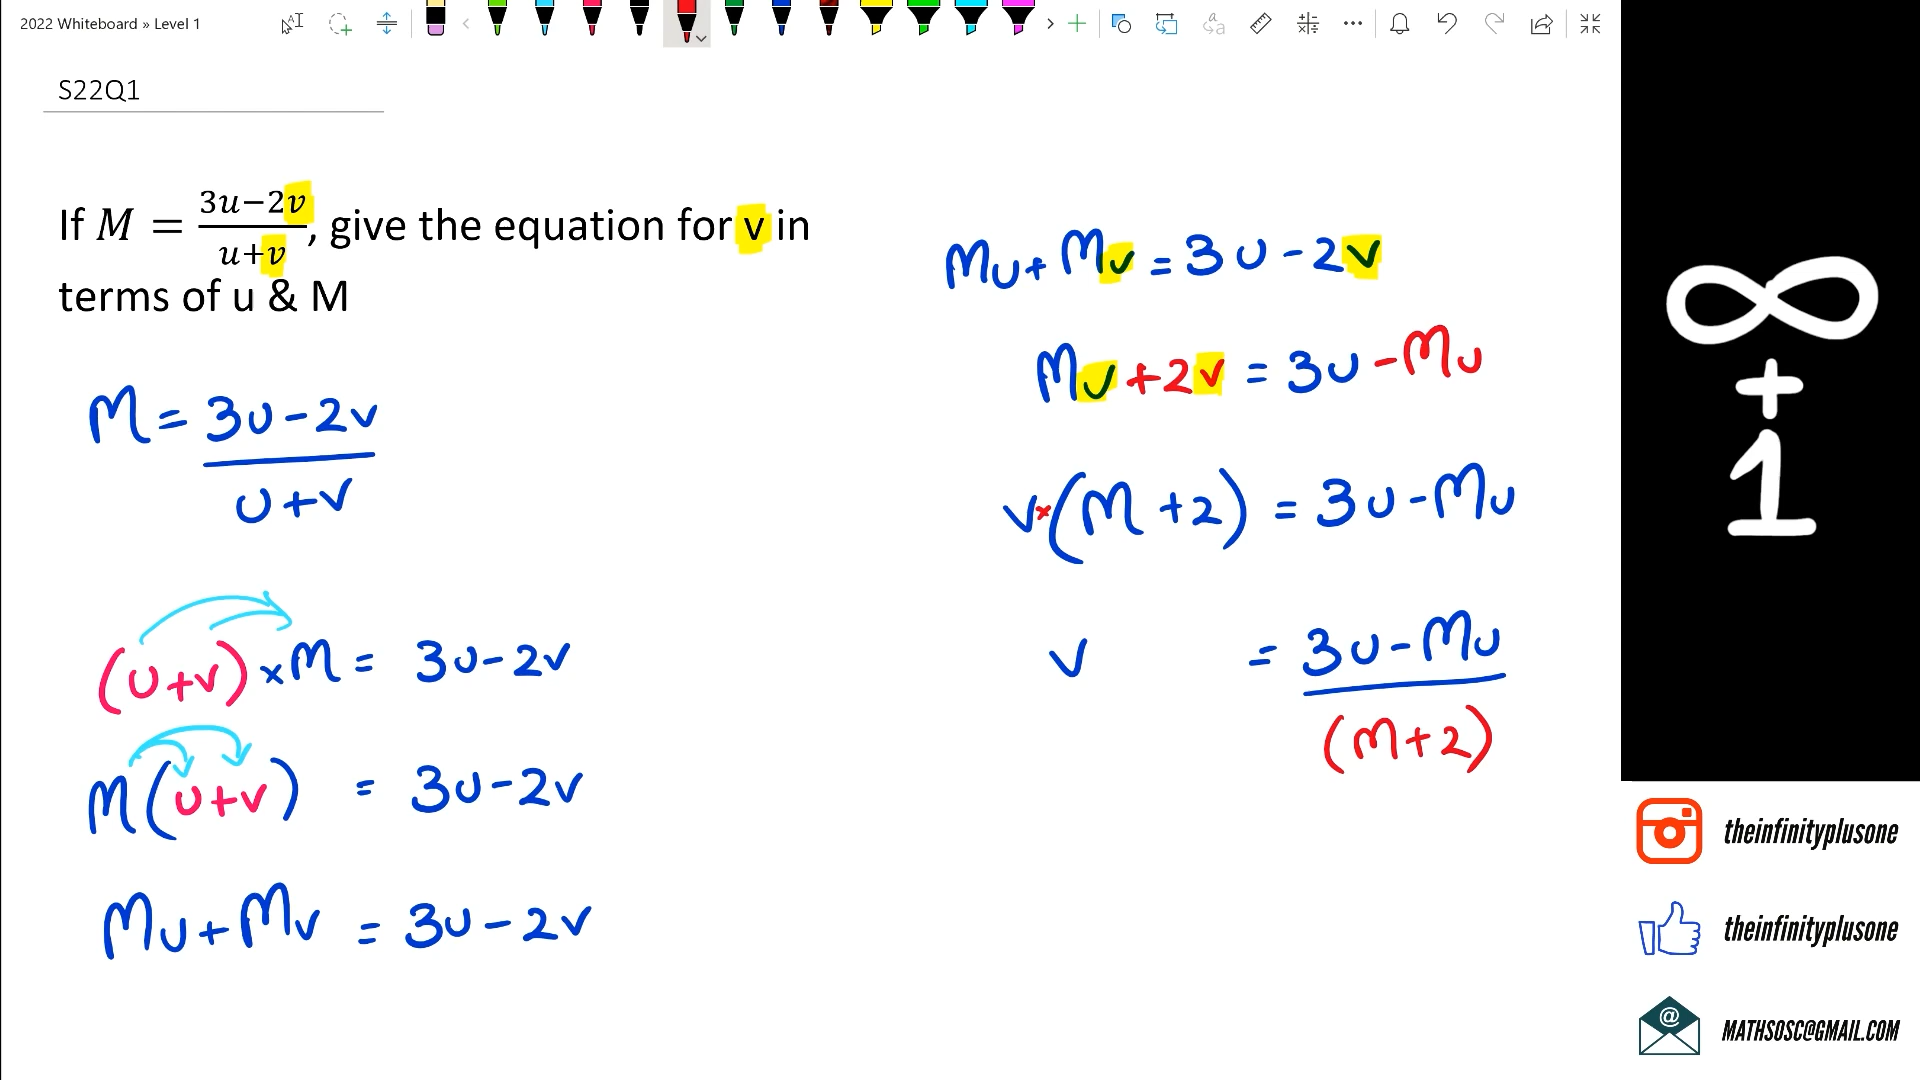 2022 Whiteboard » Level 1
S22Q1
If M = (3u−2v)/(u+v), give the equation for v in
terms of u & M
M = (3u-2v)/(u+v)
(u+v) × M = 3u-2v
M(u+v) = 3u-2v
Mu+Mv = 3u-2v
Mu+Mv = 3u-2v
Mv+2v = 3u-Mu
v×(M+2) = 3u-Mu
v = (3u-Mu)/(M+2)
∞
+
1
theinfinityplusone
theinfinityplusone
@
MATHSOSC@GMAIL.COM